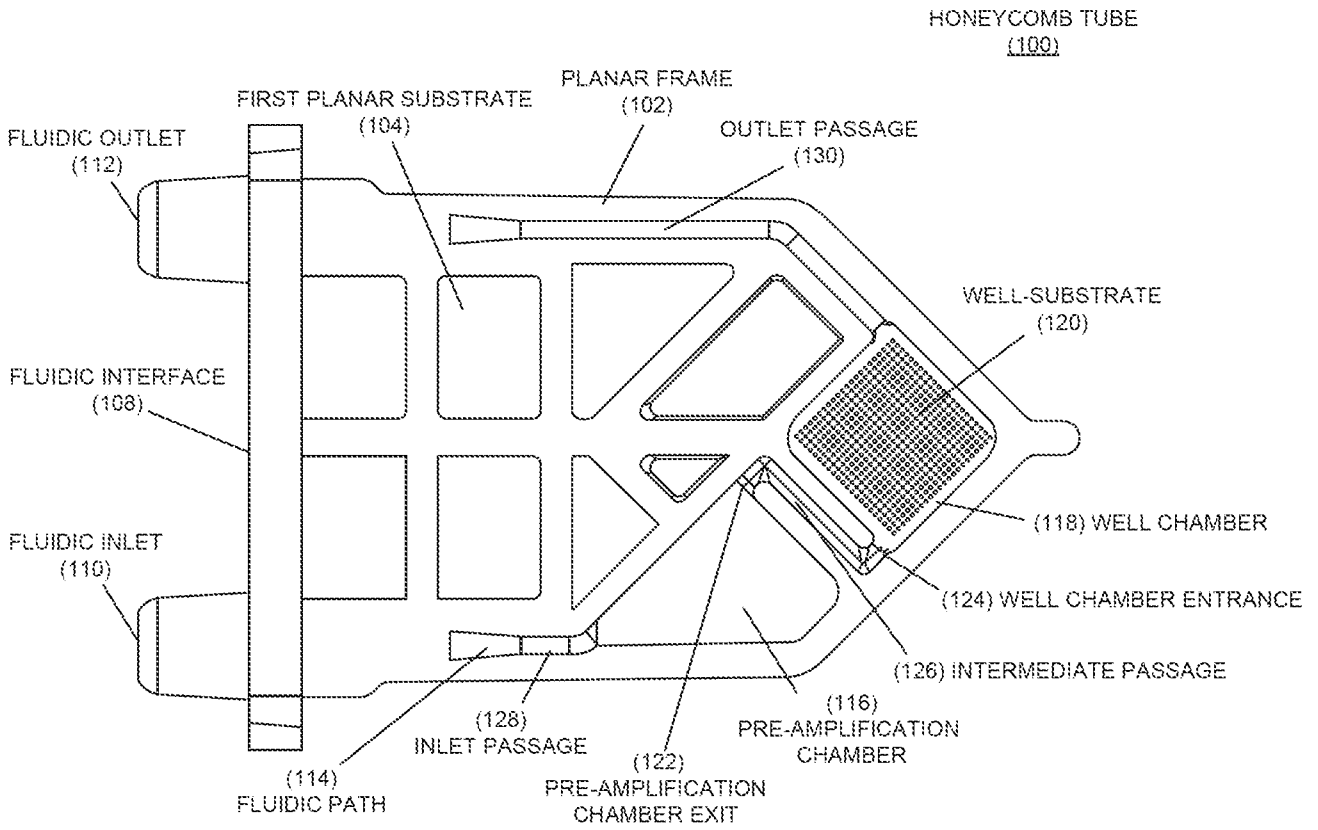 HONEYCOMB TUBE
(100)
PLANAR FRAME
(102)
FIRST PLANAR SUBSTRATE
(104)
OUTLET PASSAGE
(130)
FLUIDIC OUTLET
(112)
WELL-SUBSTRATE
(120)
FLUIDIC INTERFACE
(108)
(118) WELL CHAMBER
FLUIDIC INLET
(110)
(124) WELL CHAMBER ENTRANCE
(126) INTERMEDIATE PASSAGE
(116)
PRE-AMPLIFICATION
CHAMBER
(128)
INLET PASSAGE
(122)
PRE-AMPLIFICATION
CHAMBER EXIT
(114)
FLUIDIC PATH